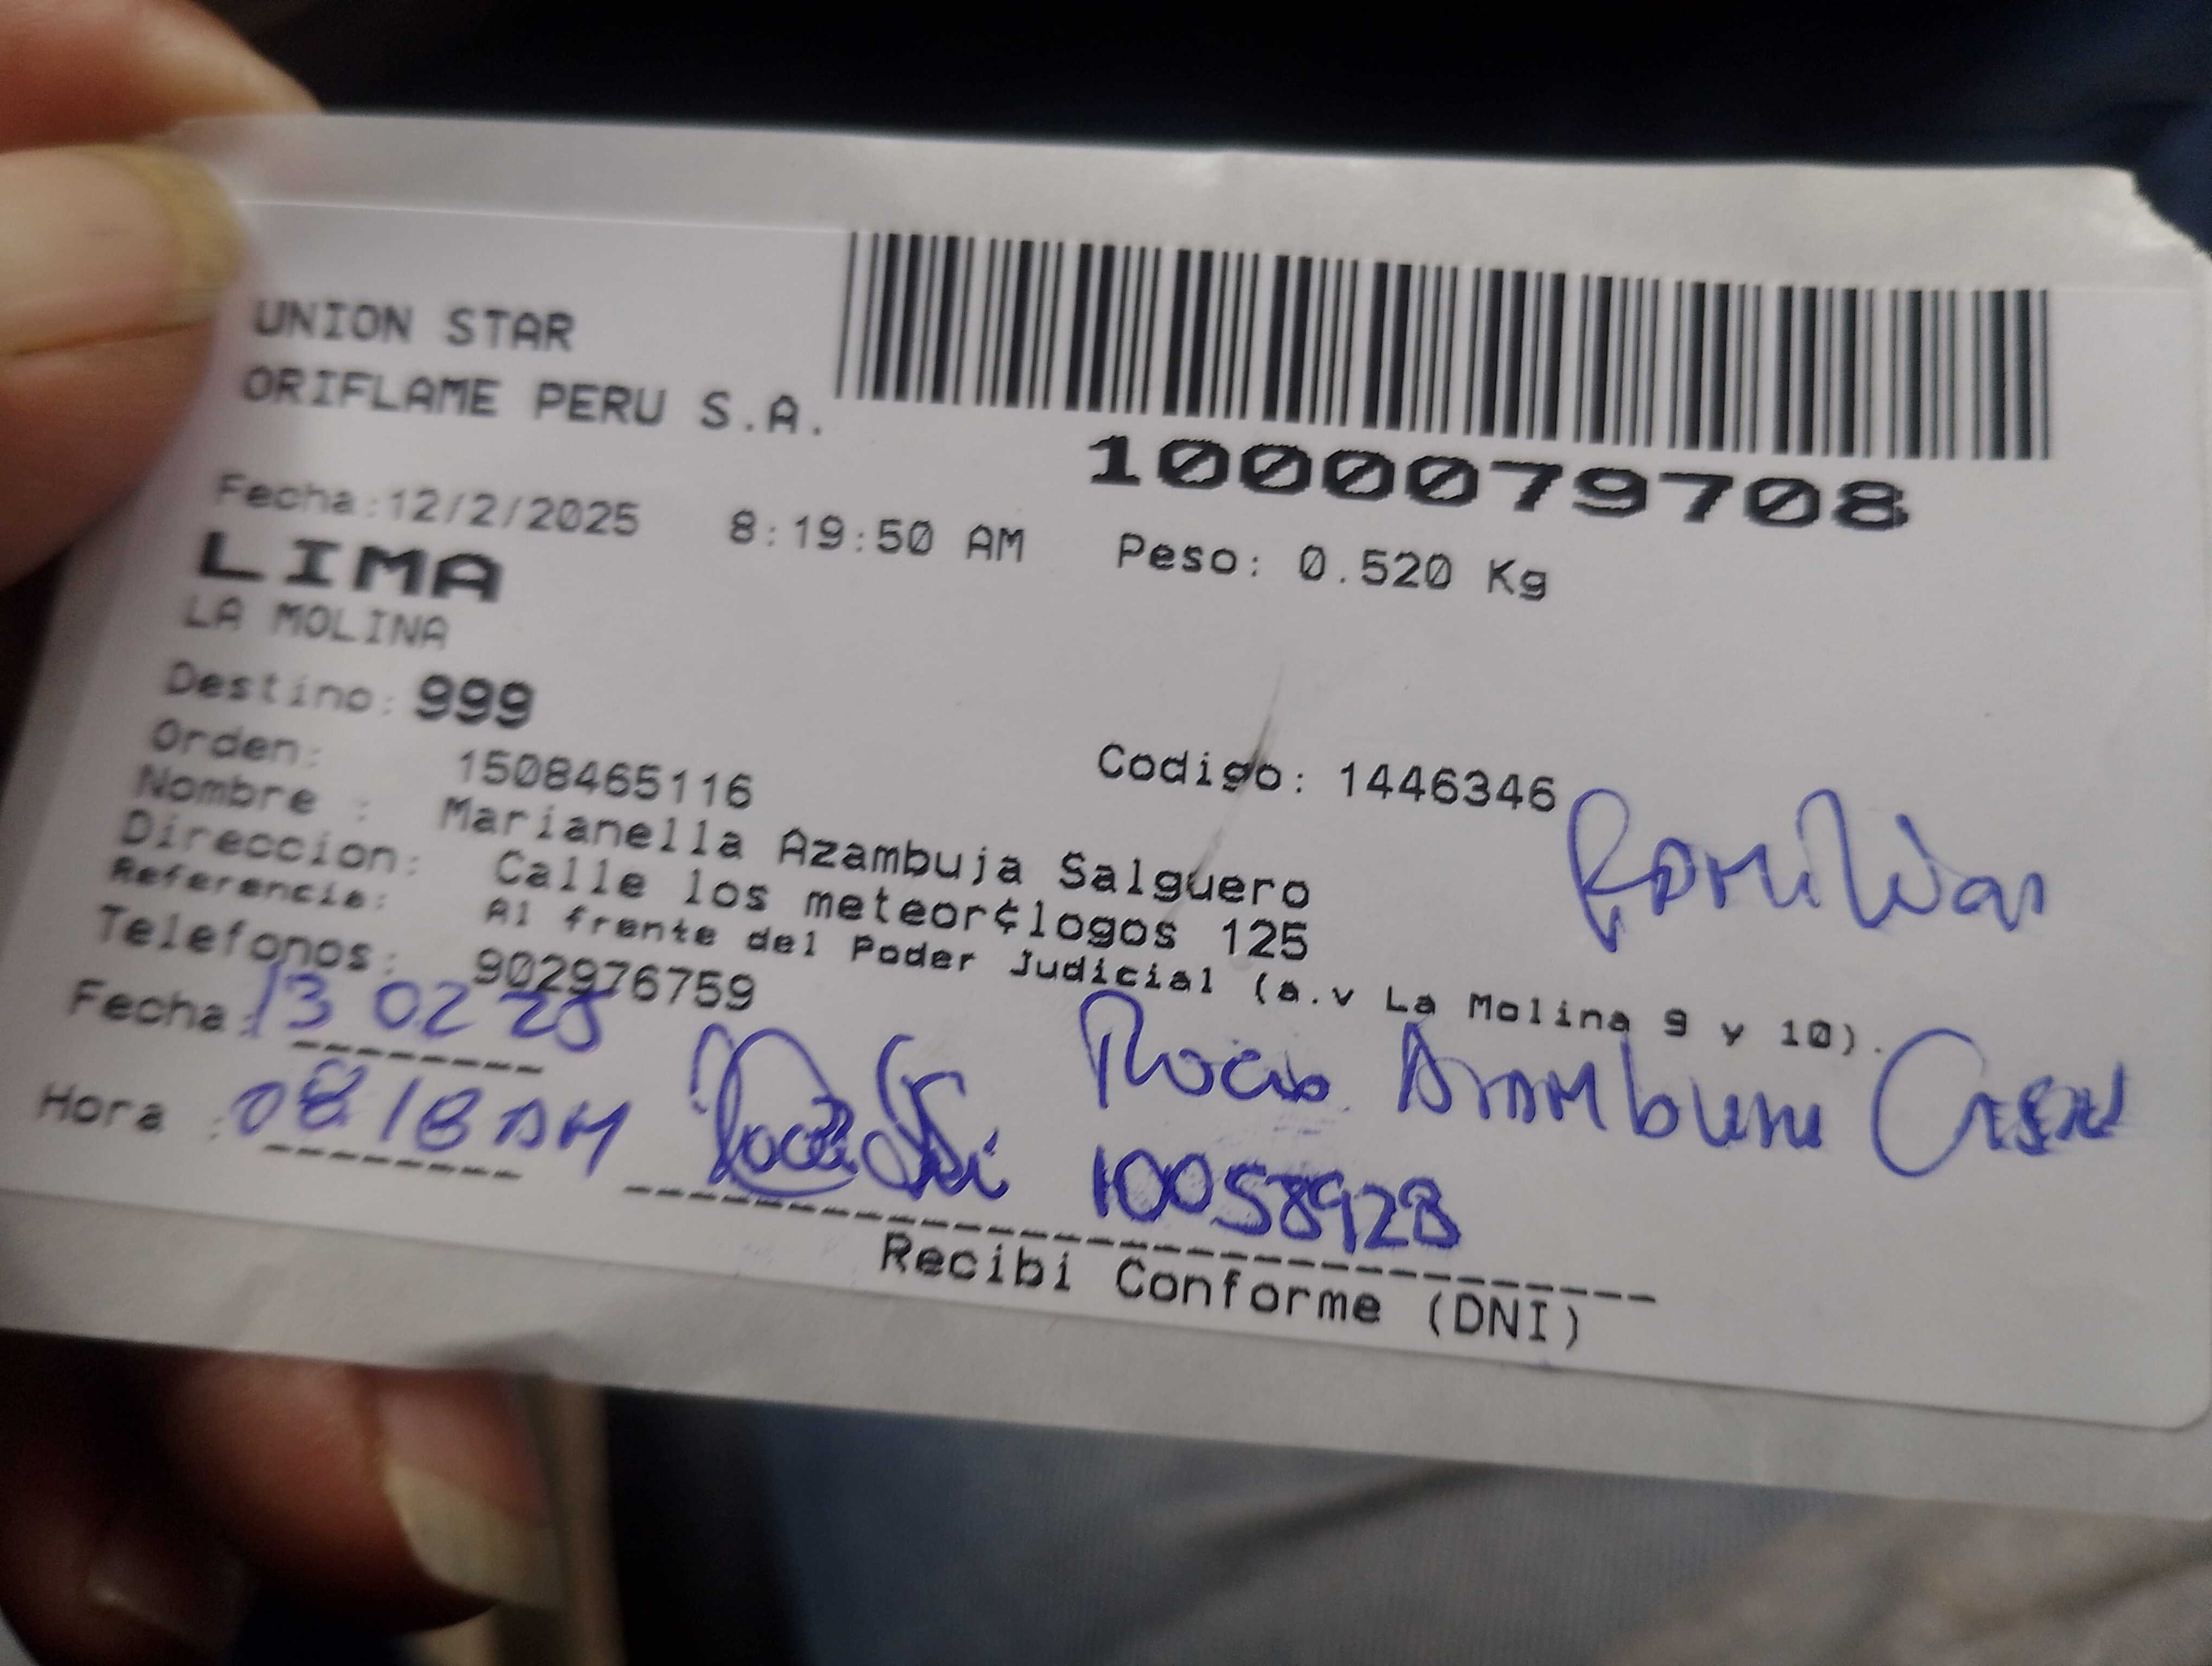 UNION STAR
ORIFLAME PERU S.A.
1000079708
Fecha:12/2/2025 8:19:50 AM Peso: 0.520 Kg
LIMA
LA MOLINA
Destino: 999
Orden: 1508465116 Codigo: 1446346
Nombre : Marianella Azambuja Salguero
Direccion: Calle los meteor¢logos 125
Referencia: Al frente del Poder Judicial (a.v La Molina 9 y 10).
Telefonos: 902976759
Fecha: 13 02 25
Hora : 08 18 AM
10058928
Recibi Conforme (DNI)